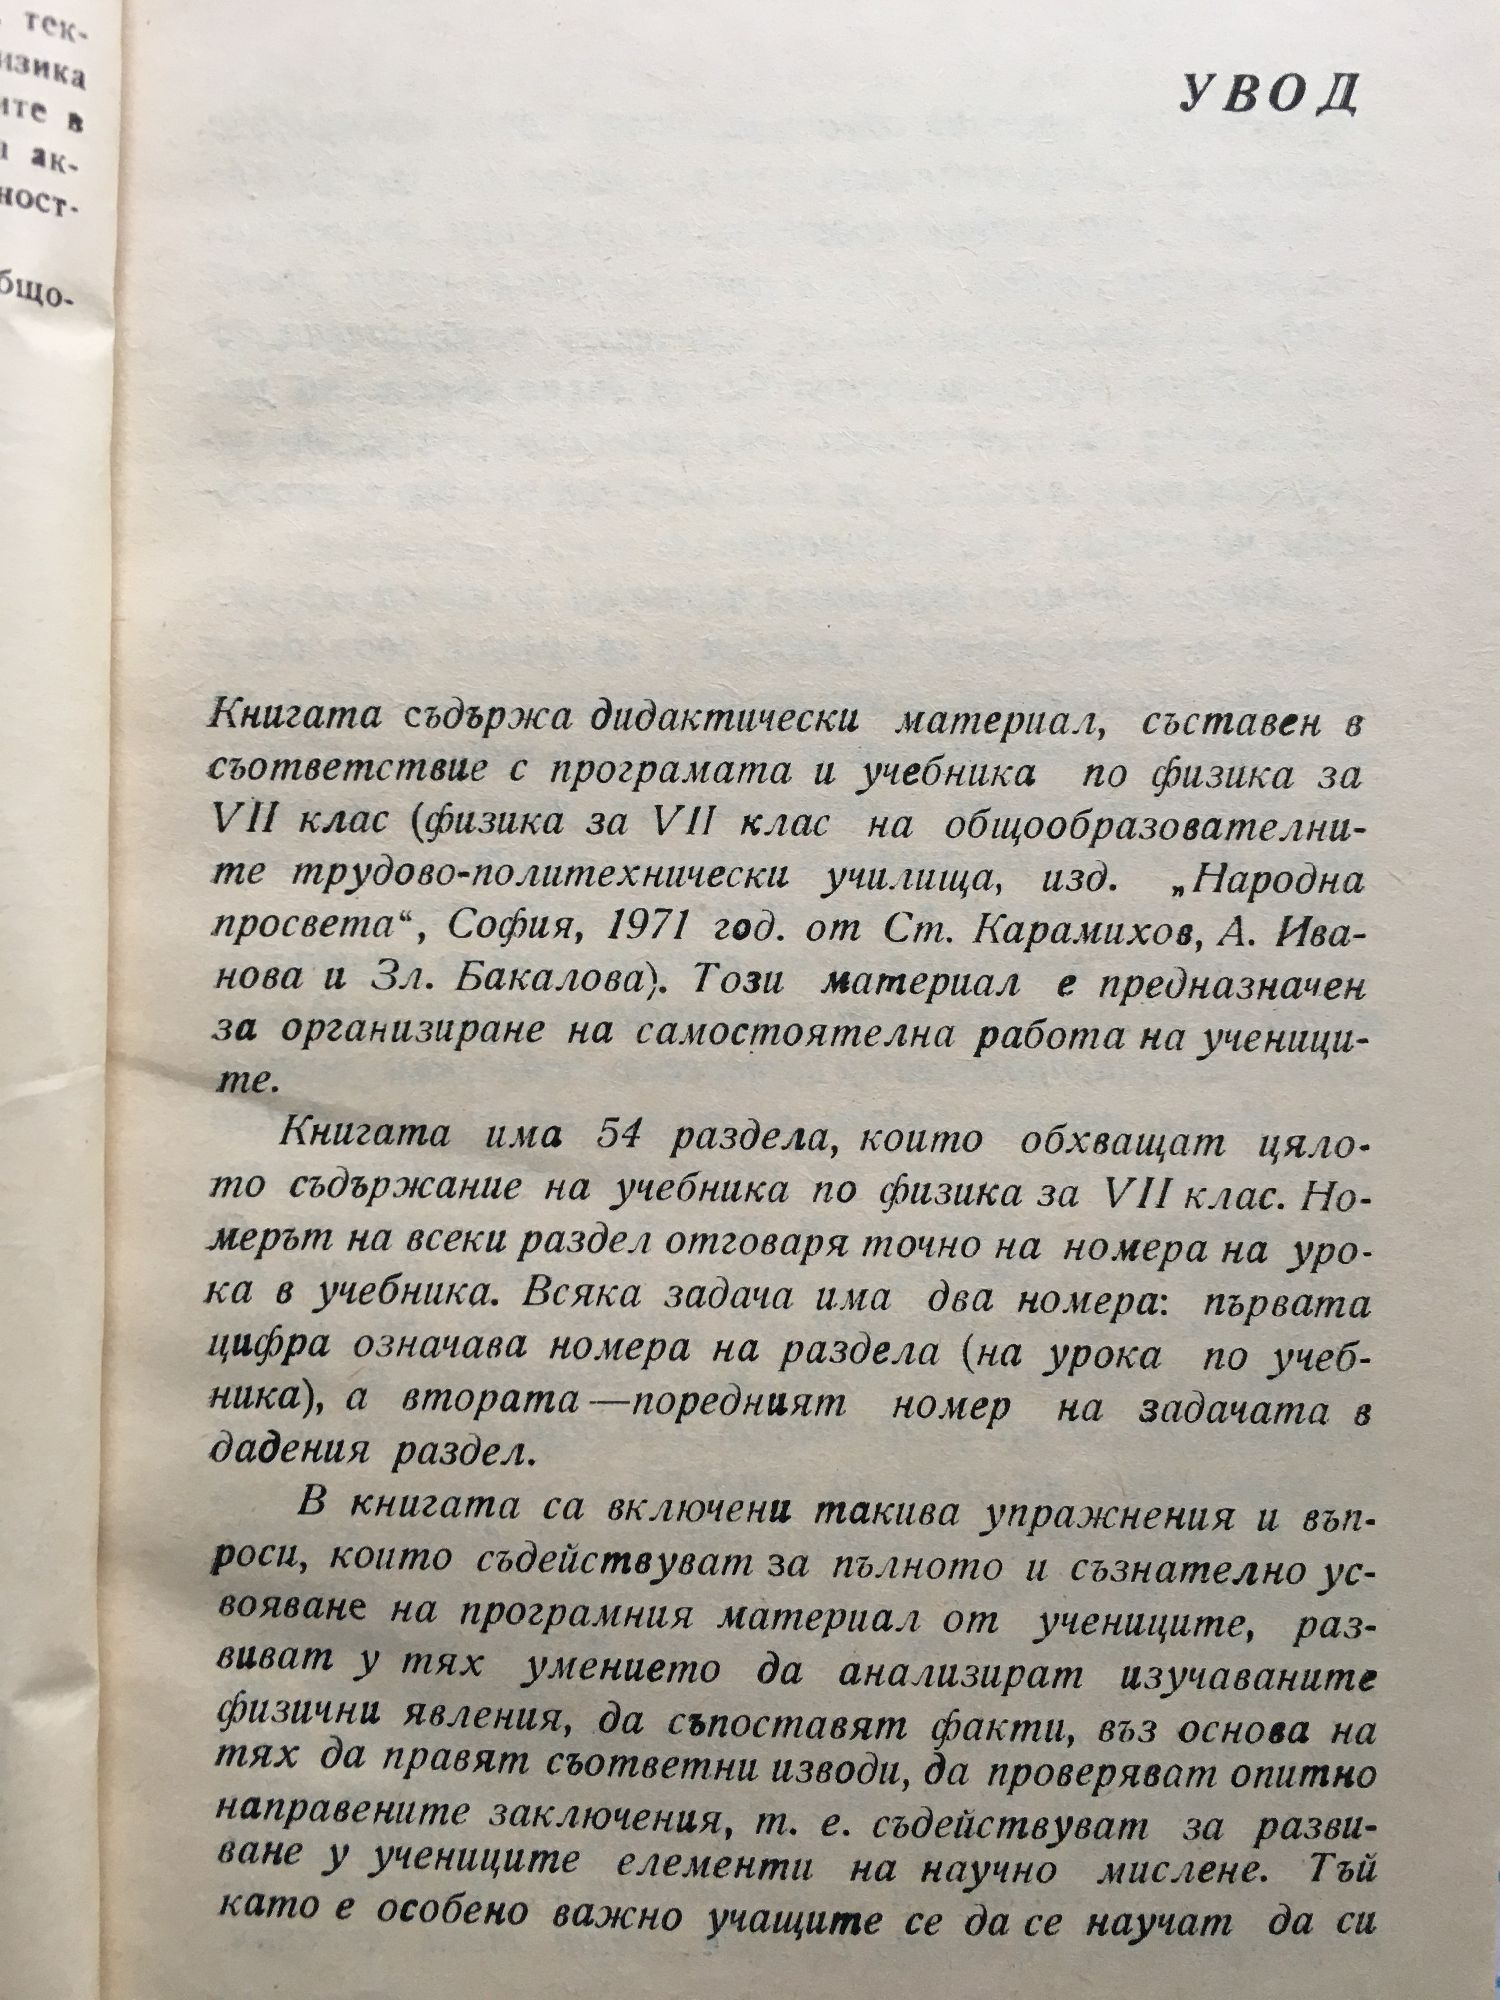 тек-
изика
ите в
ак-
ност-
бщо-
УВОД
Книгата съдържа дидактически материал, съставен в
съответствие с програмата и учебника по физика за
VII клас (физика за VII клас на общообразователни-
те трудово-политехнически училища, изд. „Народна
просвета“, София, 1971 год. от Ст. Карамихов, А. Ива-
нова и Зл. Бакалова). Този материал е предназначен
за организиране на самостоятелна работа на ученици-
те.
Книгата има 54 раздела, които обхващат цяло-
то съдържание на учебника по физика за VII клас. Но-
мерът на всеки раздел отговаря точно на номера на уро-
ка в учебника. Всяка задача има два номера: първата
цифра означава номера на раздела (на урока по учеб-
ника), а втората — поредният номер на задачата в
дадения раздел.
В книгата са включени такива упражнения и въп-
роси, които съдействуват за пълното и съзнателно ус-
вояване на програмния материал от учениците, раз-
виват у тях умението да анализират изучаваните
физични явления, да съпоставят факти, въз основа на
тях да правят съответни изводи, да проверяват опитно
направените заключения, т. е. съдействуват за разви-
ване у учениците елементи на научно мислене. Тъй
като е особено важно учащите се да се научат да си